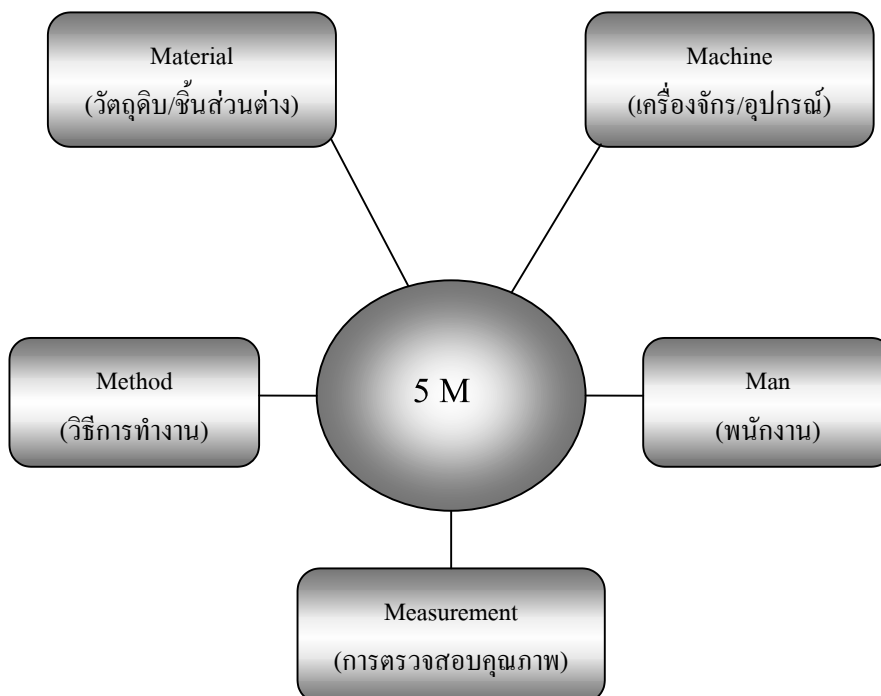 Material
(วัตถุดิบ/ชิ้นส่วนต่าง)
Machine
(เครื่องจักร/อุปกรณ์)
Method
(วิธีการทำงาน)
5 M
Man
(พนักงาน)
Measurement
(การตรวจสอบคุณภาพ)